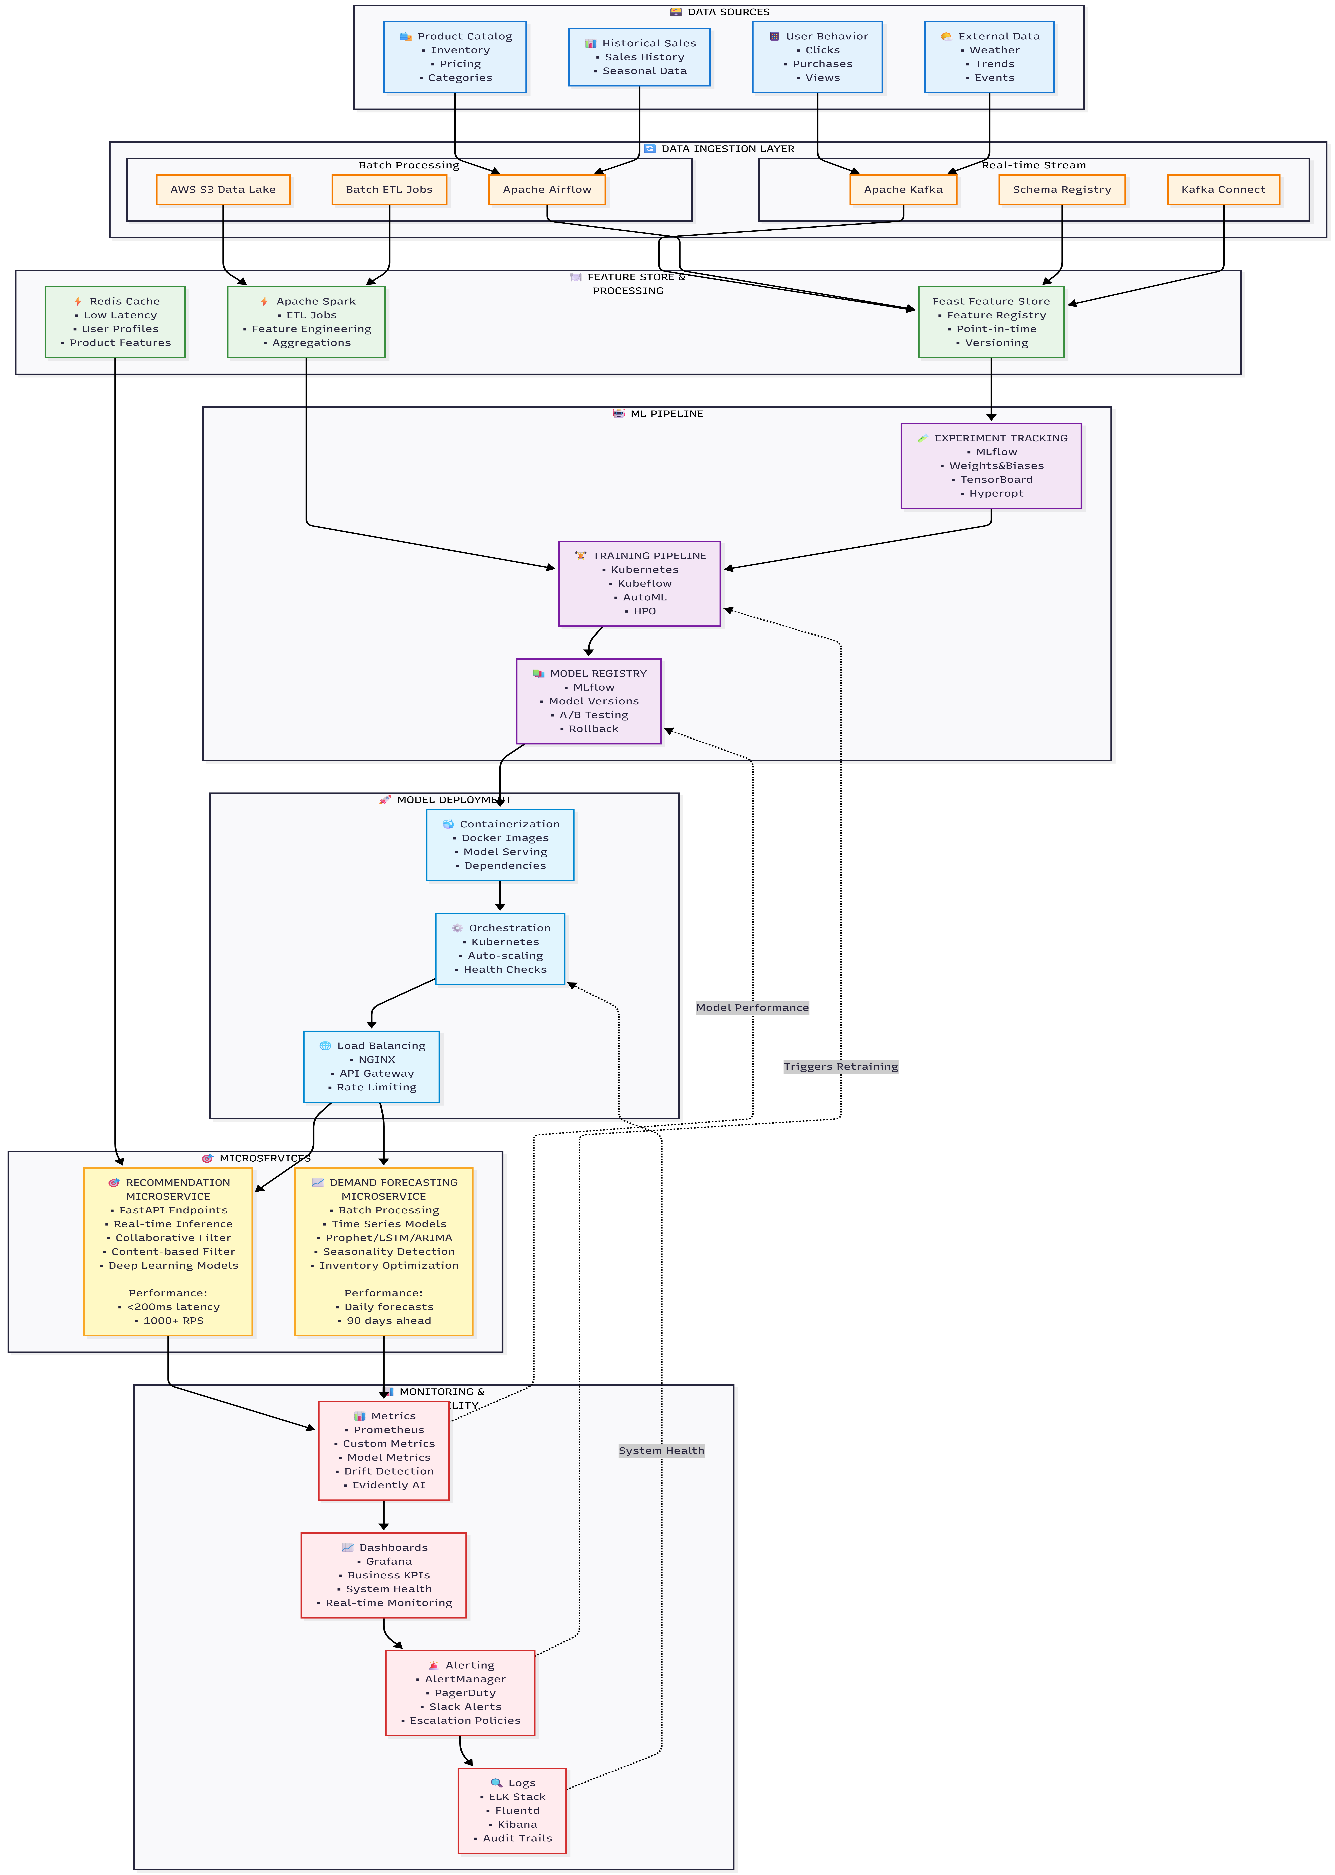 DATA SOURCES
Product Catalog
• Inventory
• Pricing
• Categories
Historical Sales
• Sales History
• Seasonal Data
User Behavior
• Clicks
• Purchases
• Views
External Data
• Weather
• Trends
• Events
DATA INGESTION LAYER
Batch Processing
AWS S3 Data Lake
Batch ETL Jobs
Apache Airflow
Real-time Stream
Apache Kafka
Schema Registry
Kafka Connect
FEATURE STORE &
PROCESSING
Redis Cache
• Low Latency
• User Profiles
• Product Features
Apache Spark
• ETL Jobs
• Feature Engineering
• Aggregations
Feast Feature Store
• Feature Registry
• Point-in-time
• Versioning
ML PIPELINE
EXPERIMENT TRACKING
• MLflow
• Weights&Biases
• TensorBoard
• Hyperopt
TRAINING PIPELINE
• Kubernetes
• Kubeflow
• AutoML
• HPO
MODEL REGISTRY
• MLflow
• Model Versions
• A/B Testing
• Rollback
MODEL DEPLOYMENT
Containerization
• Docker Images
• Model Serving
• Dependencies
Orchestration
• Kubernetes
• Auto-scaling
• Health Checks
Model Performance
Load Balancing
• NGINX
• API Gateway
• Rate Limiting
Triggers Retraining
MICROSERVICES
RECOMMENDATION
MICROSERVICE
• FastAPI Endpoints
• Real-time Inference
• Collaborative Filter
• Content-based Filter
• Deep Learning Models
Performance:
• <200ms latency
• 1000+ RPS
DEMAND FORECASTING
MICROSERVICE
• Batch Processing
• Time Series Models
• Prophet/LSTM/ARIMA
• Seasonality Detection
• Inventory Optimization
Performance:
• Daily forecasts
• 90 days ahead
MONITORING &
Metrics
• Prometheus
• Custom Metrics
• Model Metrics
• Drift Detection
• Evidently AI
System Health
Dashboards
• Grafana
• Business KPIs
• System Health
• Real-time Monitoring
Alerting
• AlertManager
• PagerDuty
• Slack Alerts
• Escalation Policies
Logs
• ELK Stack
• Fluentd
• Kibana
• Audit Trails